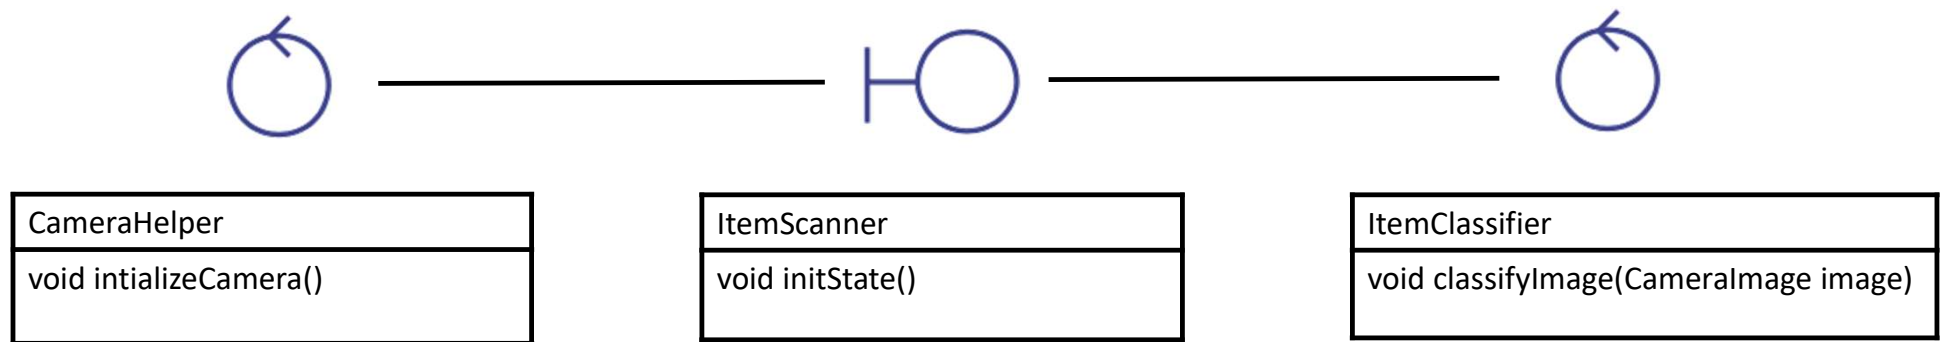 CameraHelper
void intializeCamera()
ItemScanner
void initState()
ItemClassifier
void classifyImage(CameraImage image)